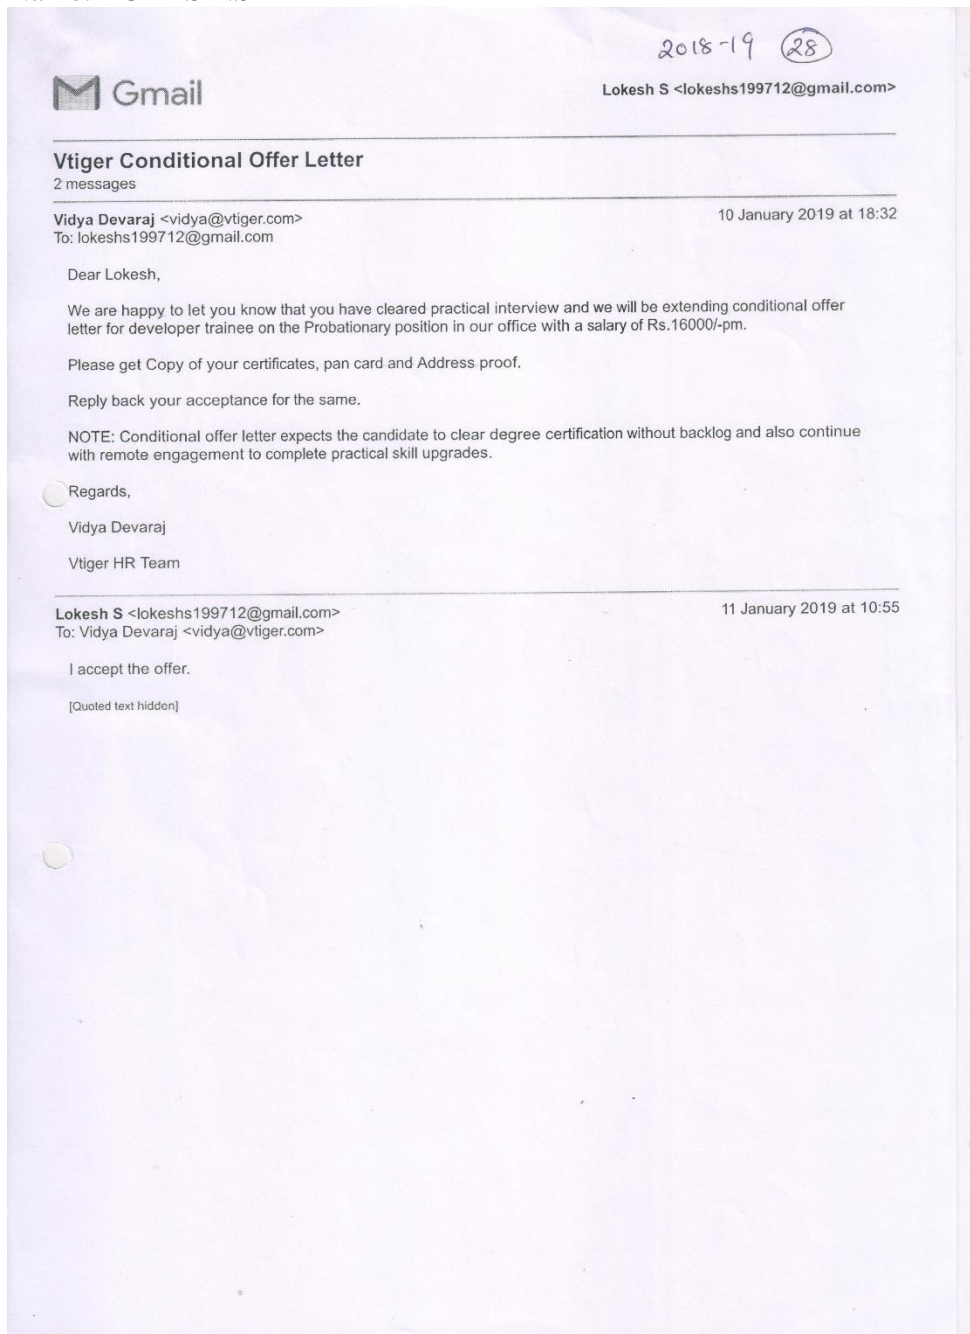 2018-19 28
Gmail
Lokesh S <lokeshs199712@gmail.com>
Vtiger Conditional Offer Letter
2 messages
Vidya Devaraj <vidya@vtiger.com>
10 January 2019 at 18:32
To: lokeshs199712@gmail.com
Dear Lokesh,
We are happy to let you know that you have cleared practical interview and we will be extending conditional offer
letter for developer trainee on the Probationary position in our office with a salary of Rs.16000/-pm.
Please get Copy of your certificates, pan card and Address proof.
Reply back your acceptance for the same.
NOTE: Conditional offer letter expects the candidate to clear degree certification without backlog and also continue
with remote engagement to complete practical skill upgrades.
Regards,
Vidya Devaraj
Vtiger HR Team
Lokesh S <lokeshs199712@gmail.com>
11 January 2019 at 10:55
To: Vidya Devaraj <vidya@vtiger.com>
I accept the offer.
[Quoted text hidden]